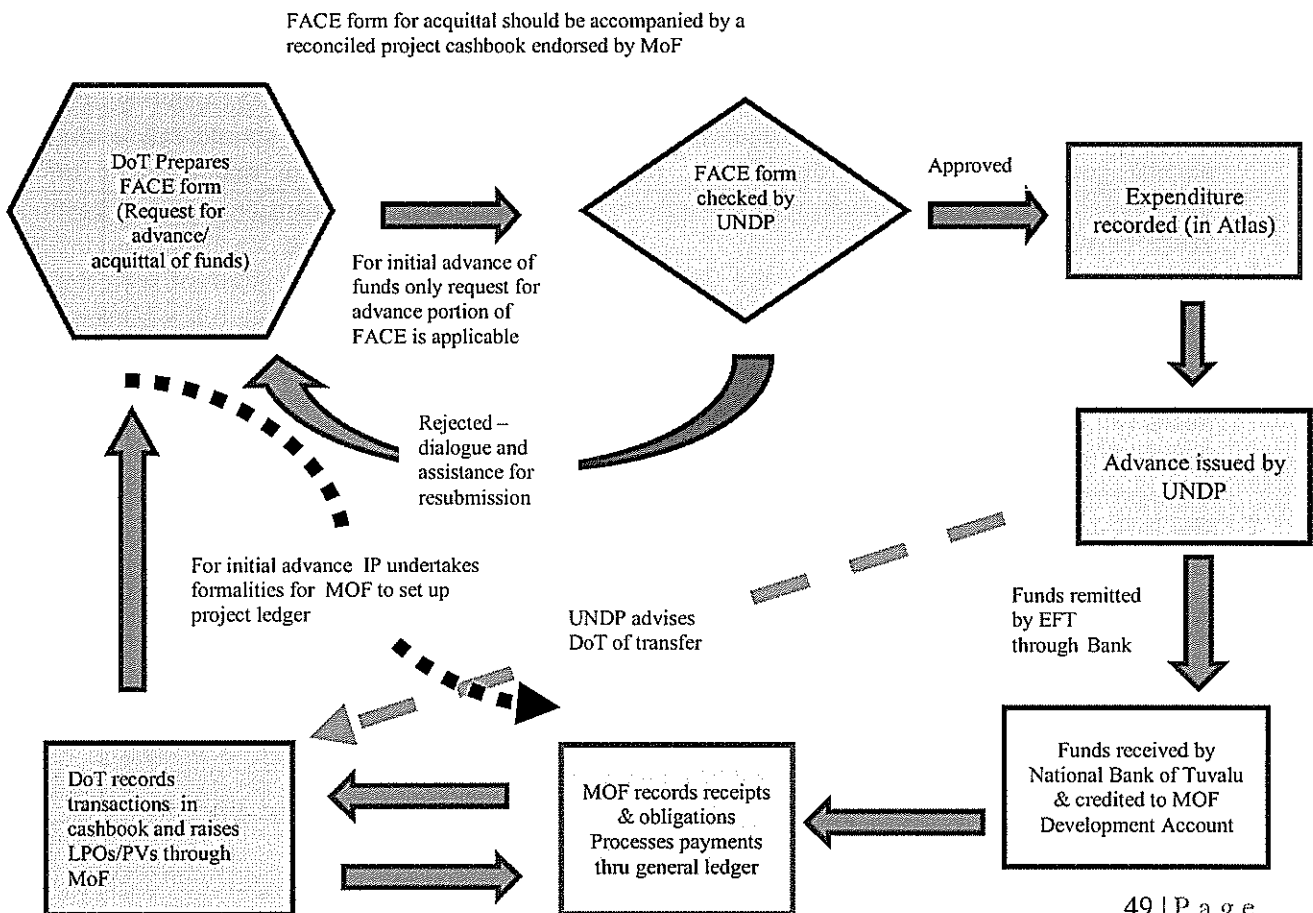 FACE form for acquittal should be accompanied by a
reconciled project cashbook endorsed by MoF
DoT Prepares
FACE form
(Request for
advance/
acquittal of funds)
For initial advance of
funds only request for
advance portion of
FACE is applicable
FACE form
checked by
UNDP
Approved
Expenditure
recorded (in Atlas)
Rejected –
dialogue and
assistance for
resubmission
Advance issued by
UNDP
For initial advance IP undertakes
formalities for MOF to set up
project ledger
UNDP advises
DoT of transfer
Funds remitted
by EFT
through Bank
DoT records
transactions in
cashbook and raises
LPOs/PVs through
MoF
MOF records receipts
& obligations
Processes payments
thru general ledger
Funds received by
National Bank of Tuvalu
& credited to MOF
Development Account
49 | P a g e